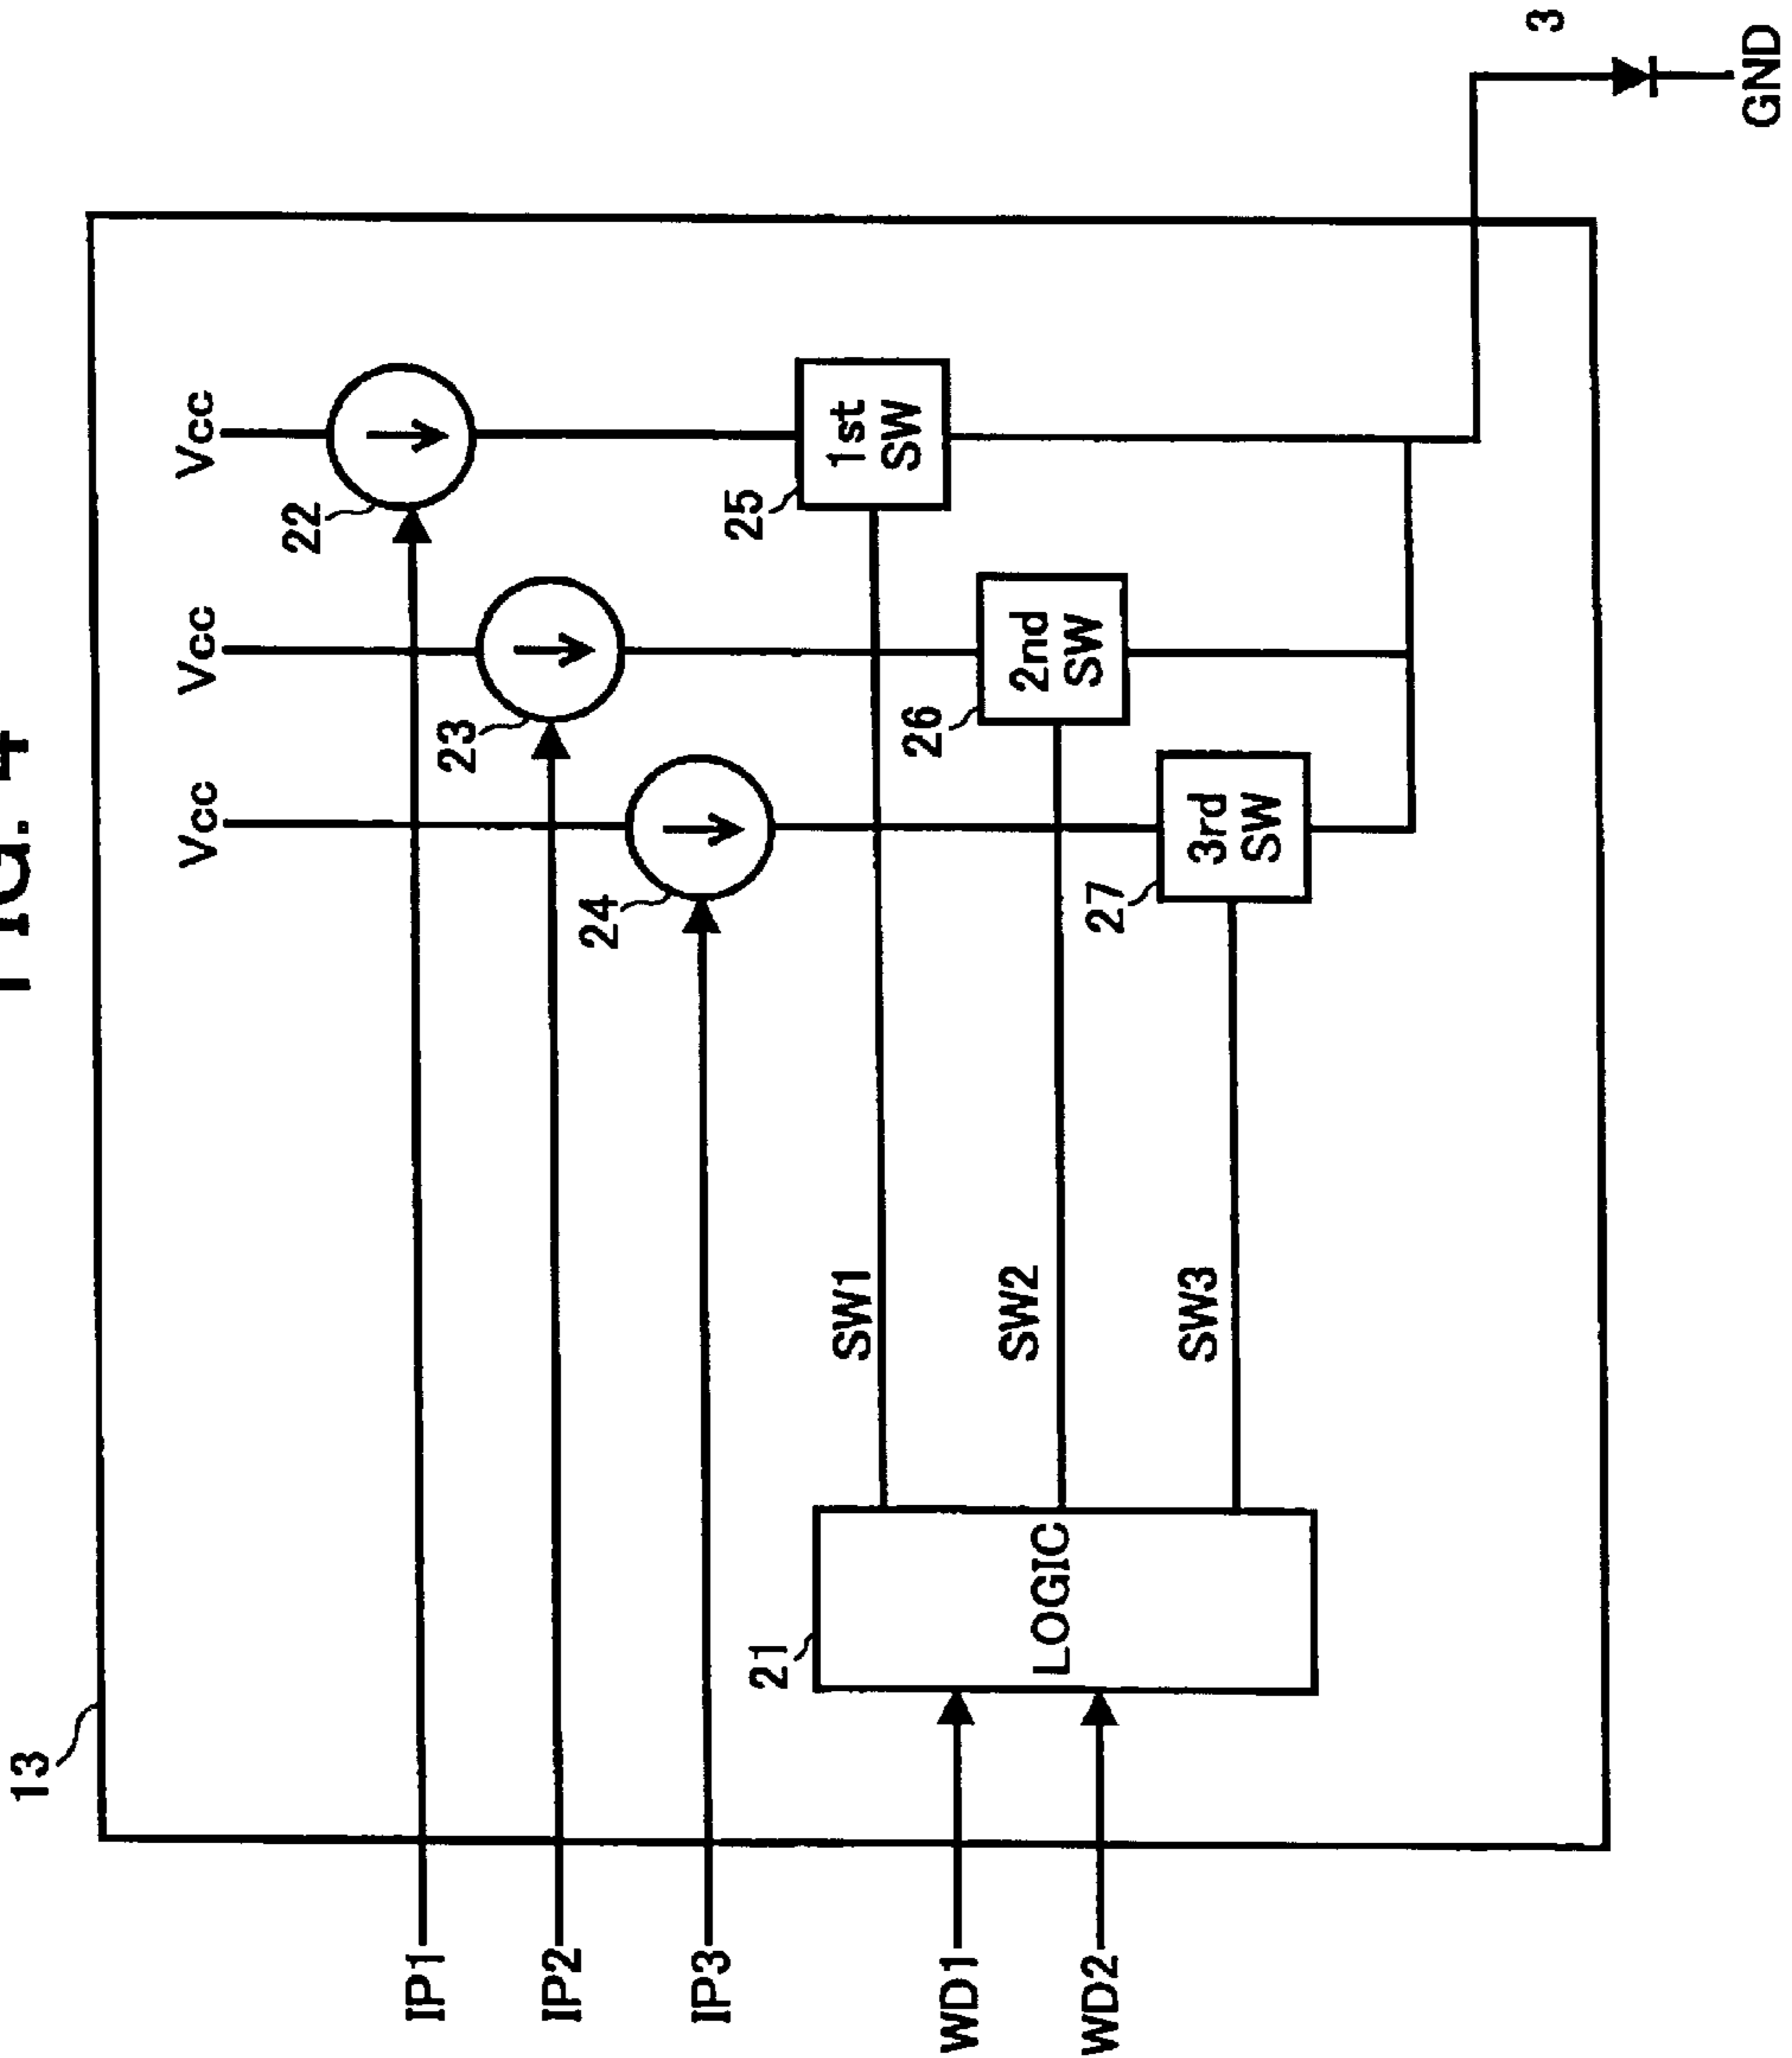 FIG. 4
13
Vcc
Vcc
Vcc
22
23
24
IP1
IP2
IP3
25
1st
SW
26
2nd
SW
27
3rd
SW
SW1
SW2
SW3
21
LOGIC
WD1
WD2
3
GND